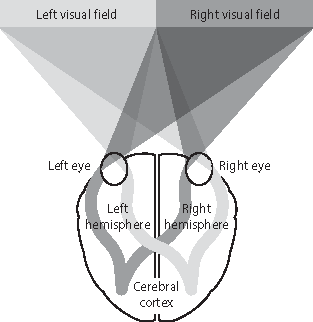 Left visual field
Right visual field
Left eye
Right eye
Left
hemisphere
Right
hemisphere
Cerebral
cortex